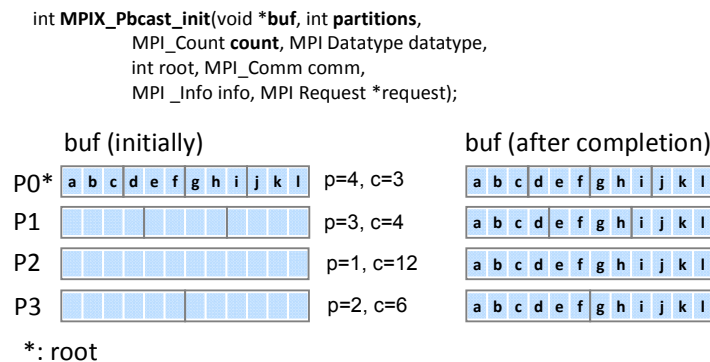 int MPIX_Pbcast_init(void *buf, int partitions,
MPI_Count count, MPI Datatype datatype,
int root, MPI_Comm comm,
MPI _Info info, MPI Request *request);
buf (initially)
buf (after completion)
P0* a b c d e f g h i j k l p=4, c=3 a b c d e f g h i j k l
P1 p=3, c=4 a b c d e f g h i j k l
P2 p=1, c=12 a b c d e f g h i j k l
P3 p=2, c=6 a b c d e f g h i j k l
*: root